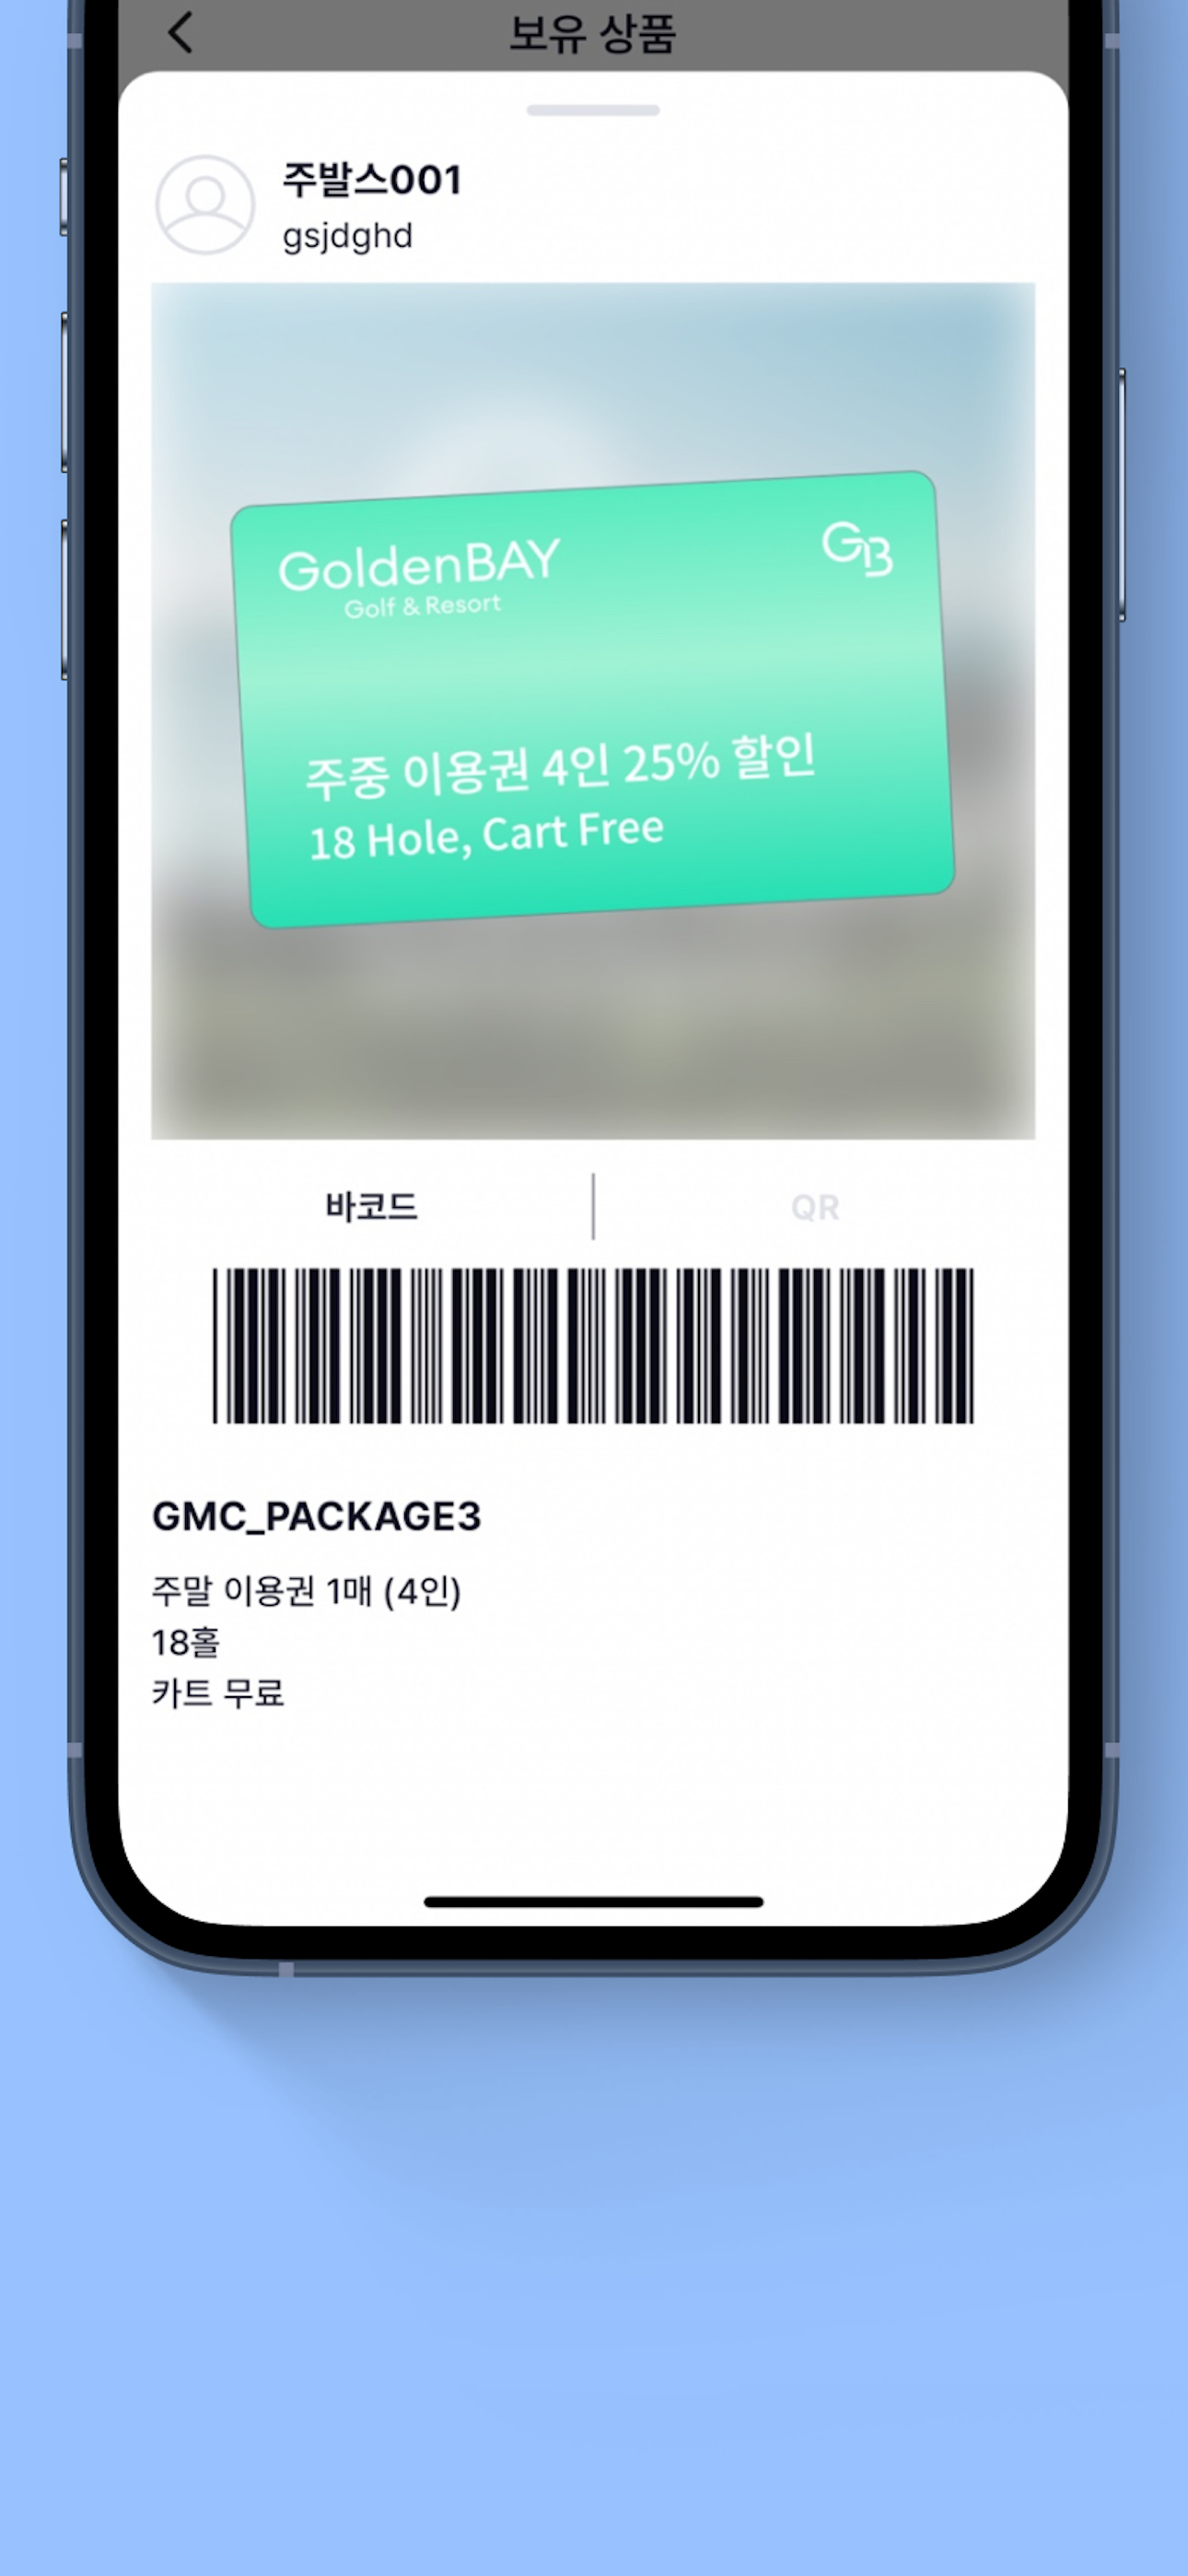 보유 상품
주발스001
gsjdghd
GoldenBAY
Golf & Resort
GB
주중 이용권 4인 25% 할인
18 Hole, Cart Free
바코드
QR
GMC_PACKAGE3
주말 이용권 1매 (4인)
18홀
카트 무료